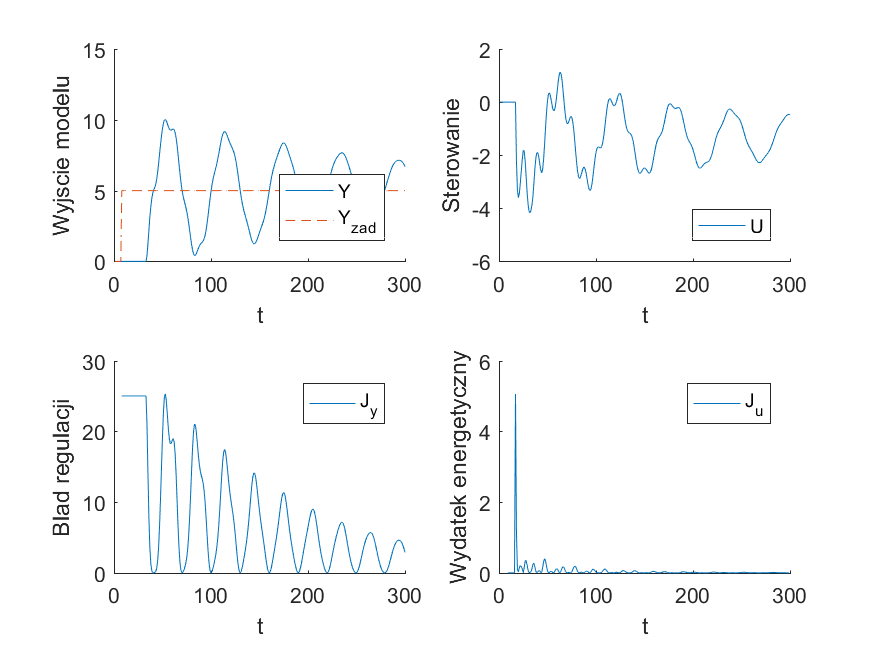 Wyjscie modelu
15
10
5
0
0
100
200
300
t
Y
Y_zad
Sterowanie
2
0
-2
-4
-6
0
100
200
300
t
U
Blad regulacji
30
20
10
0
0
100
200
300
t
J_y
Wydatek energetyczny
6
4
2
0
0
100
200
300
t
J_u